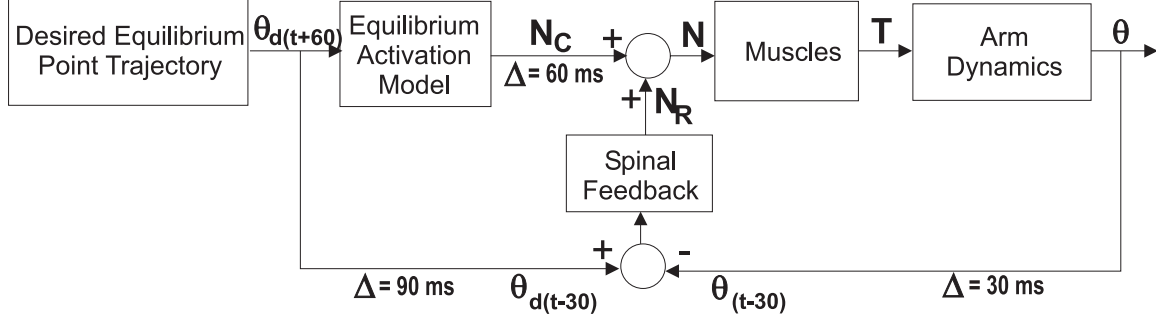 Desired Equilibrium
Point Trajectory
θd(t+60)
Equilibrium
Activation
Model
NC
Δ = 60 ms
+
N
Muscles
T
Arm
Dynamics
θ
+
NR
Spinal
Feedback
+
-
Δ = 90 ms
θd(t-30)
θ(t-30)
Δ = 30 ms